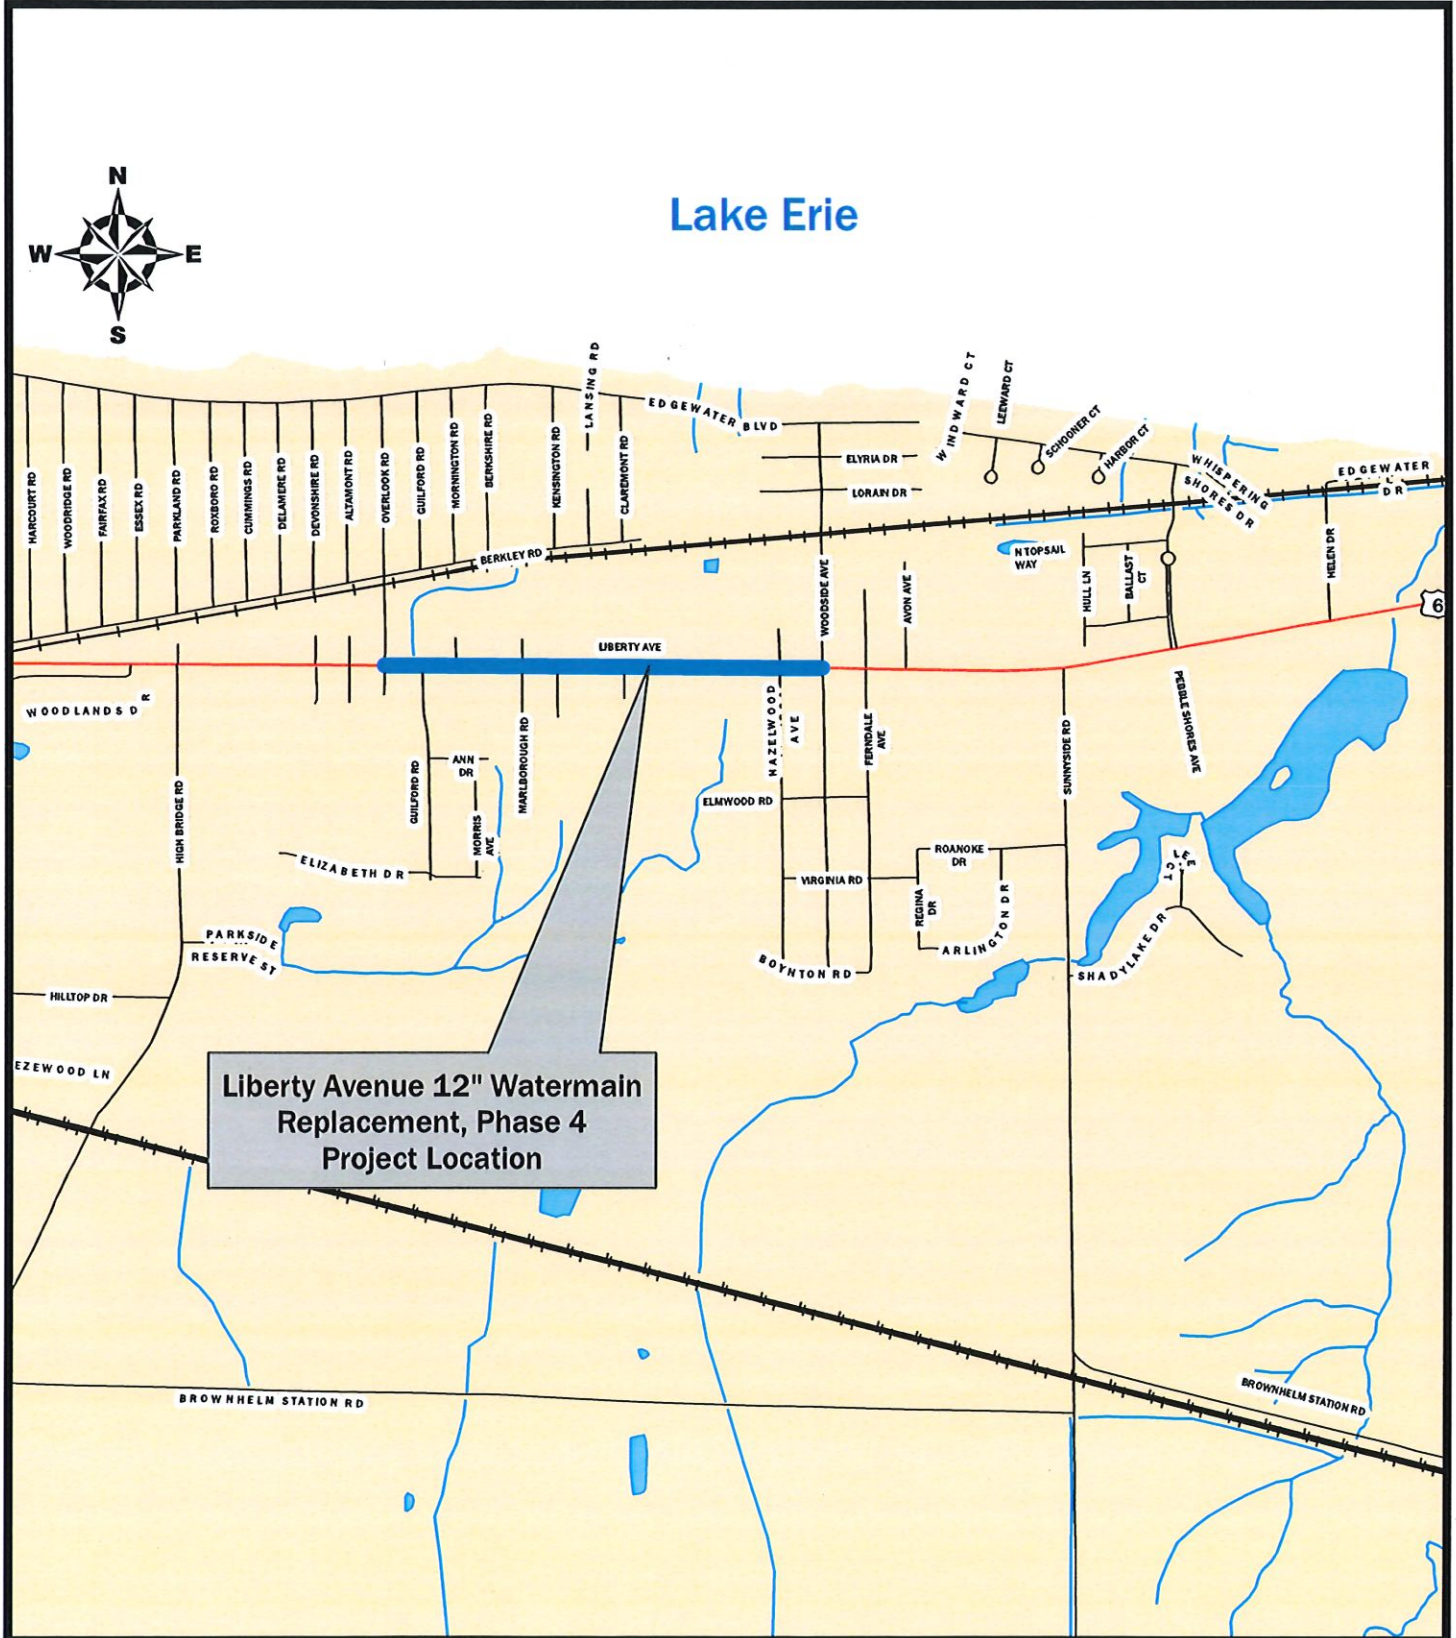 N
W
E
S
Lake Erie
HARCOURT RD
WOODRIDGE RD
FAIRFAX RD
ESSEX RD
PARKLAND RD
ROXBORO RD
CUMMINGS RD
DELAMERE RD
DEVONSHIRE RD
ALTAMONT RD
OVERLOOK RD
GUILFORD RD
MORNINGTON RD
BERKSHIRE RD
KENSINGTON RD
LANSING RD
CLAREMONT RD
EDGEWATER BLVD
ELYRIA DR
LORAIN DR
WINDWARD CT
LEEWARD CT
SCHOONER CT
HARBOR CT
WHISPERING
SHORES DR
EDGEWATER
DR
BERKLEY RD
N TOPSAIL
WAY
HULL LN
BALLAST
CT
HELEN DR
6
WOODSIDE AVE
AVON AVE
LIBERTY AVE
WOODLANDS DR
HIGH BRIDGE RD
GUILFORD RD
ANN
DR
MORRIS
AVE
MARLBOROUGH RD
HAZELWOOD
AVE
FERNDALE
AVE
SUNNYSIDE RD
PEBBLE SHORES AVE
ELMWOOD RD
ELIZABETH DR
VIRGINIA RD
ROANOKE
DR
REGINA
DR
ARLINGTON DR
LEE
CT
SHADYLAKE DR
PARKSIDE
RESERVE ST
BOYNTON RD
HILLTOP DR
EZEWOOD LN
Liberty Avenue 12" Watermain
Replacement, Phase 4
Project Location
BROWNHELM STATION RD
BROWNHELM STATION RD